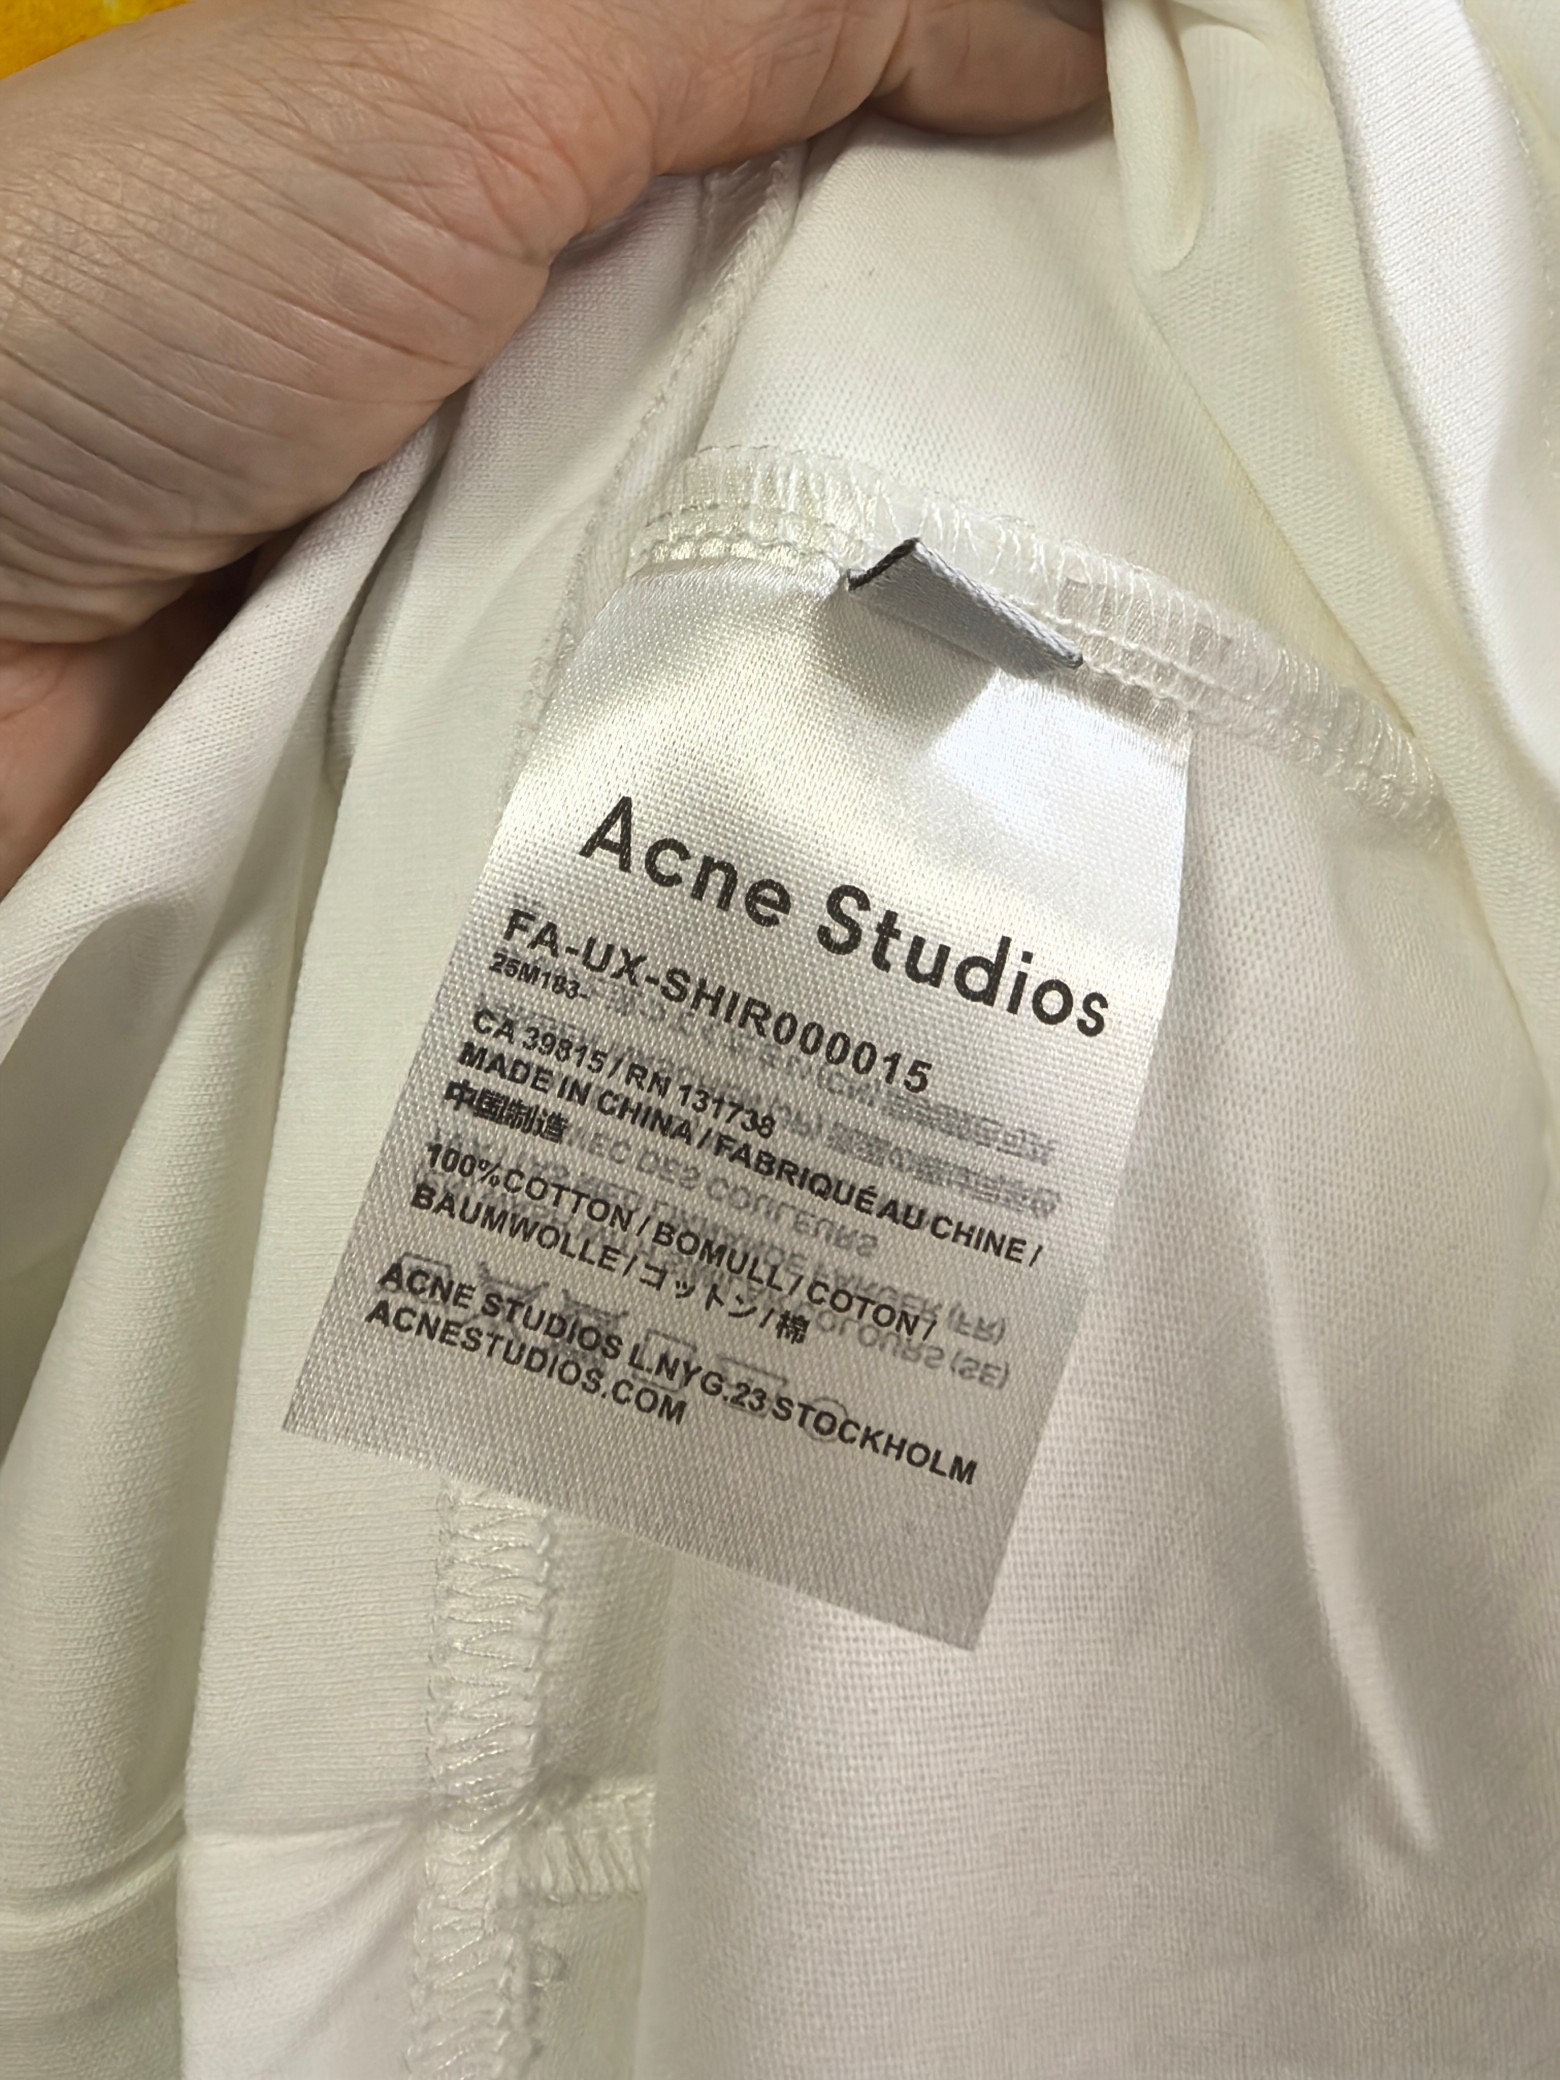 Acne Studios
FA-UX-SHIR000015
25M183-
CA 39815 / RN 131738
MADE IN CHINA / FABRIQUÉ AU CHINE /
中国制造
100%COTTON / BOMULL / COTON /
BAUMWOLLE / コットン / 棉
ACNE STUDIOS L.NYG.23 STOCKHOLM
ACNESTUDIOS.COM